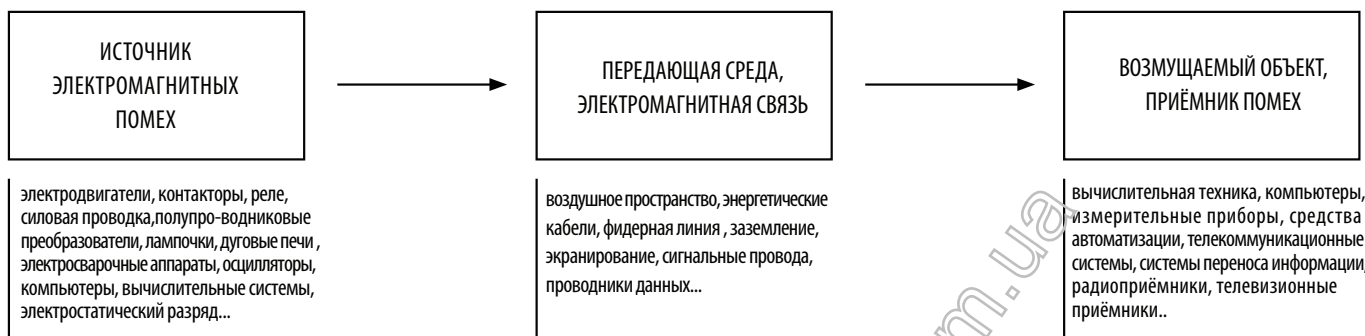 ИСТОЧНИК
ЭЛЕКТРОМАГНИТНЫХ
ПОМЕХ
электродвигатели, контакторы, реле,
силовая проводка,полупро-водниковые
преобразователи, лампочки, дуговые печи ,
электросварочные аппараты, осцилляторы,
компьютеры, вычислительные системы,
электростатический разряд...
ПЕРЕДАЮЩАЯ СРЕДА,
ЭЛЕКТРОМАГНИТНАЯ СВЯЗЬ
воздушное пространство, энергетические
кабели, фидерная линия , заземление,
экранирование, сигнальные провода,
проводники данных...
ВОЗМУЩАЕМЫЙ ОБЪЕКТ,
ПРИЁМНИК ПОМЕХ
вычислительная техника, компьютеры,
измерительные приборы, средства
автоматизации, телекоммуникационные
системы, системы переноса информации,
радиоприёмники, телевизионные
приёмники..
m.ua